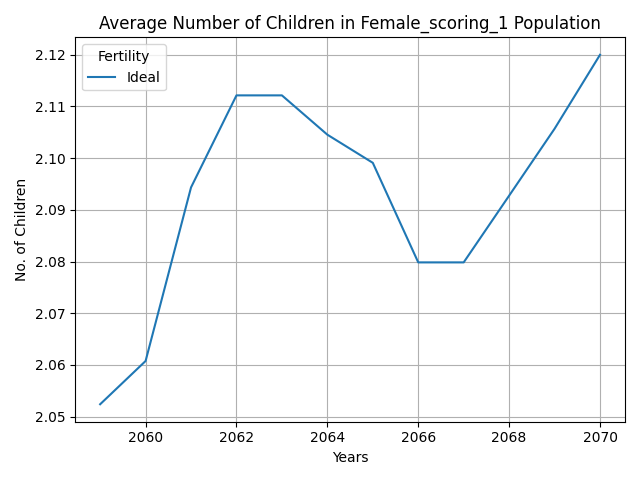 Average Number of Children in Female_scoring_1 Population
Fertility
Ideal
No. of Children
2.12
2.11
2.10
2.09
2.08
2.07
2.06
2.05
2060 2062 2064 2066 2068 2070
Years